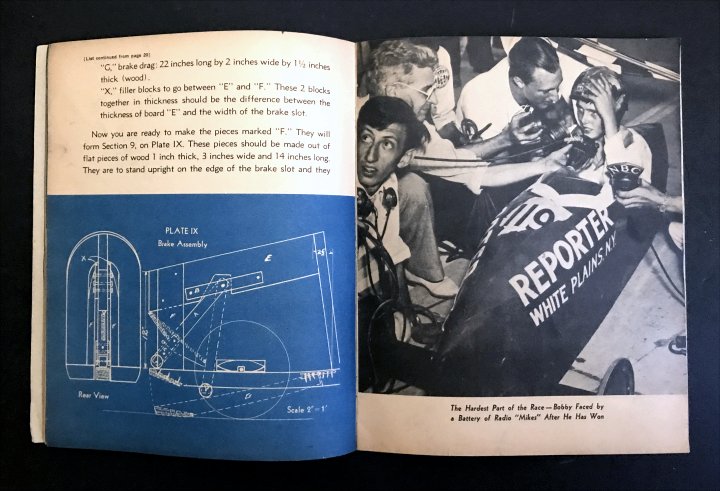 (List continued from page 29)
"G," brake drag; 22 inches long by 2 inches wide by 1½ inches
thick (wood).
"X," filler blocks to go between "E" and "F." These 2 blocks
together in thickness should be the difference between the
thickness of board "E" and the width of the brake slot.
Now you are ready to make the pieces marked "F." They will
form Section 9, on Plate IX. These pieces should be made out of
flat pieces of wood 1 inch thick, 3 inches wide and 14 inches long.
They are to stand upright on the edge of the brake slot and they
PLATE IX
Brake Assembly
X
E
Rear View
Scale 2"=1'
NBC
REPORTER
WHITE PLAINS. N.Y.
The Hardest Part of the Race—Bobby Faced by
a Battery of Radio "Mikes" After He Has Won